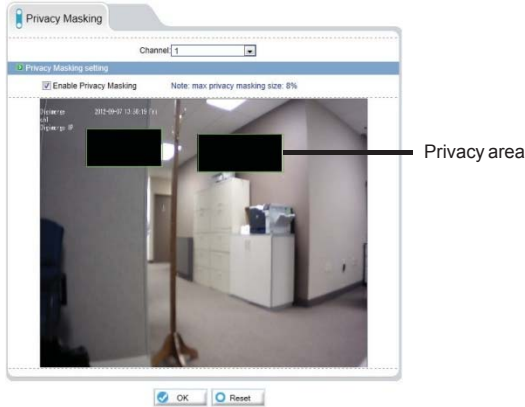 Privacy Masking
Channel: 1
Privacy Masking setting
Enable Privacy Masking Note: max privacy masking size: 8%
Privacy area
OK Reset